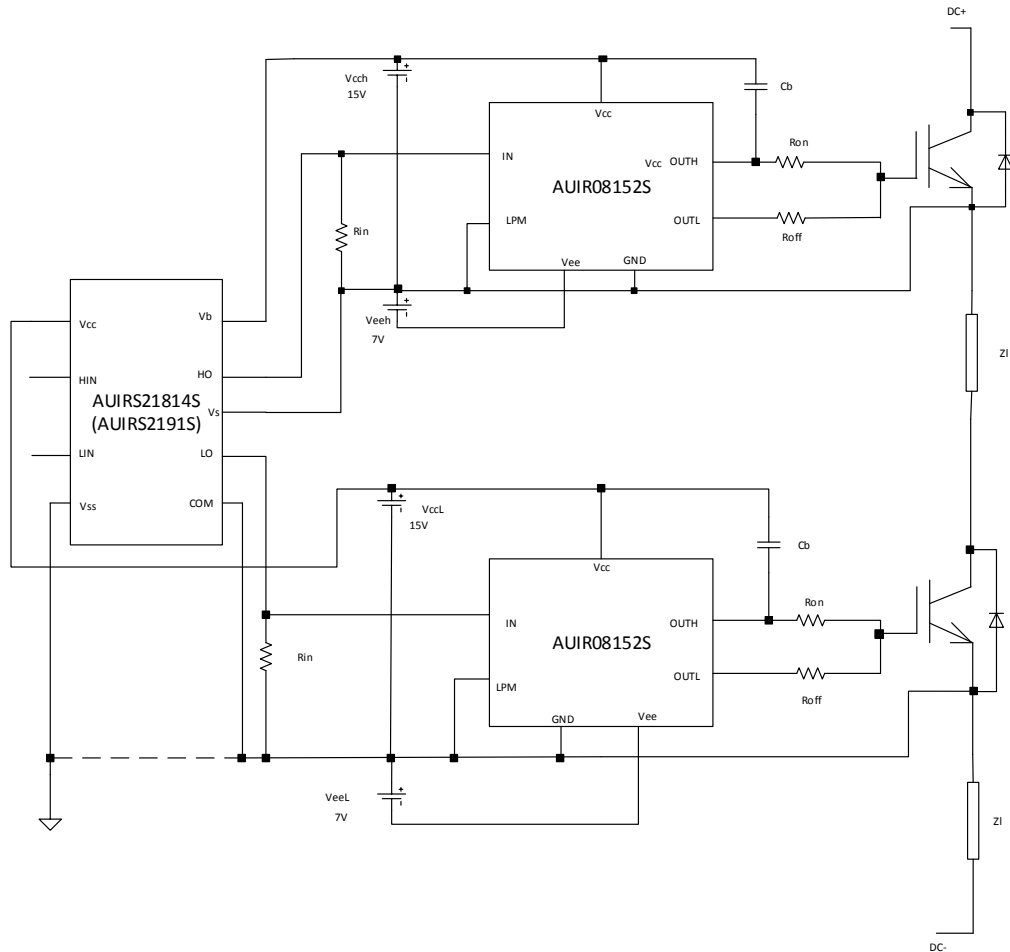 DC+
Vcch
15V
Cb
Vcc
IN
Vcc
OUTH
Ron
AUIR08152S
LPM
OUTL
Roff
Rin
Vee
GND
Veeh
7V
Vcc
Vb
HIN
HO
AUIRS21814S
(AUIRS2191S)
Vs
LIN
LO
Vss
COM
Zl
VccL
15V
Cb
Vcc
IN
OUTH
Ron
AUIR08152S
Rin
LPM
OUTL
Roff
GND
Vee
VeeL
7V
Zl
DC-